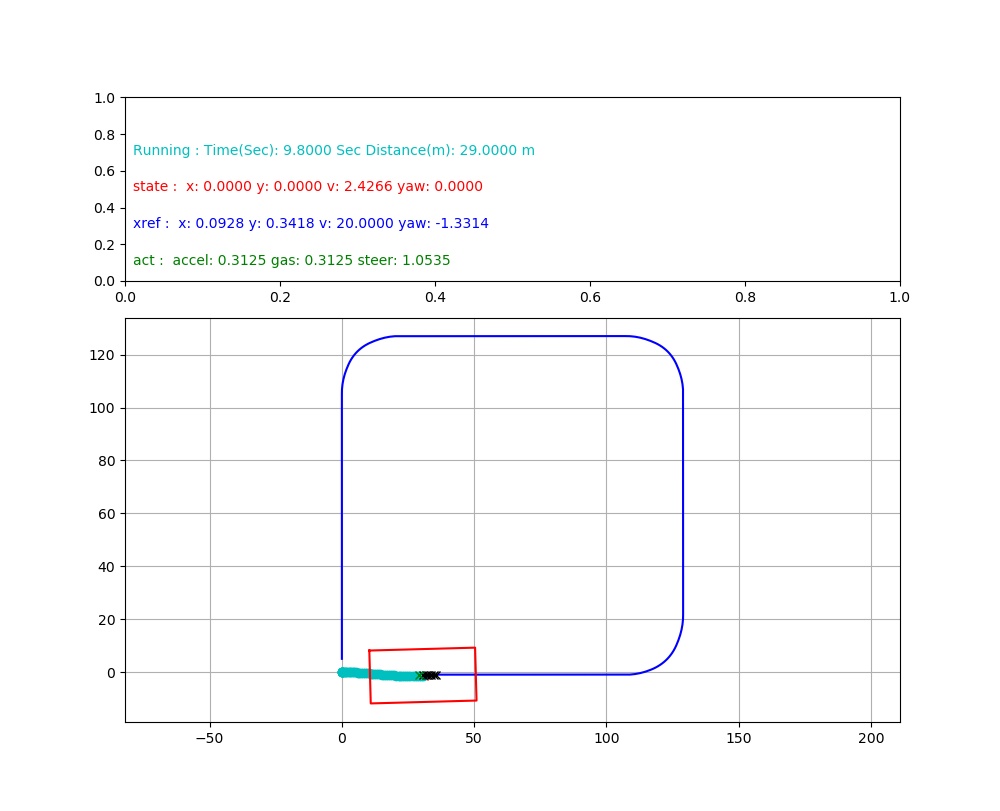 1.0
0.8
Running : Time(Sec): 9.8000 Sec Distance(m): 29.0000 m
0.6
state :  x: 0.0000 y: 0.0000 v: 2.4266 yaw: 0.0000
0.4
xref :  x: 0.0928 y: 0.3418 v: 20.0000 yaw: -1.3314
0.2
act :  accel: 0.3125 gas: 0.3125 steer: 1.0535
0.0
0.0 0.2 0.4 0.6 0.8 1.0
120
100
80
60
40
20
0
−50 0 50 100 150 200